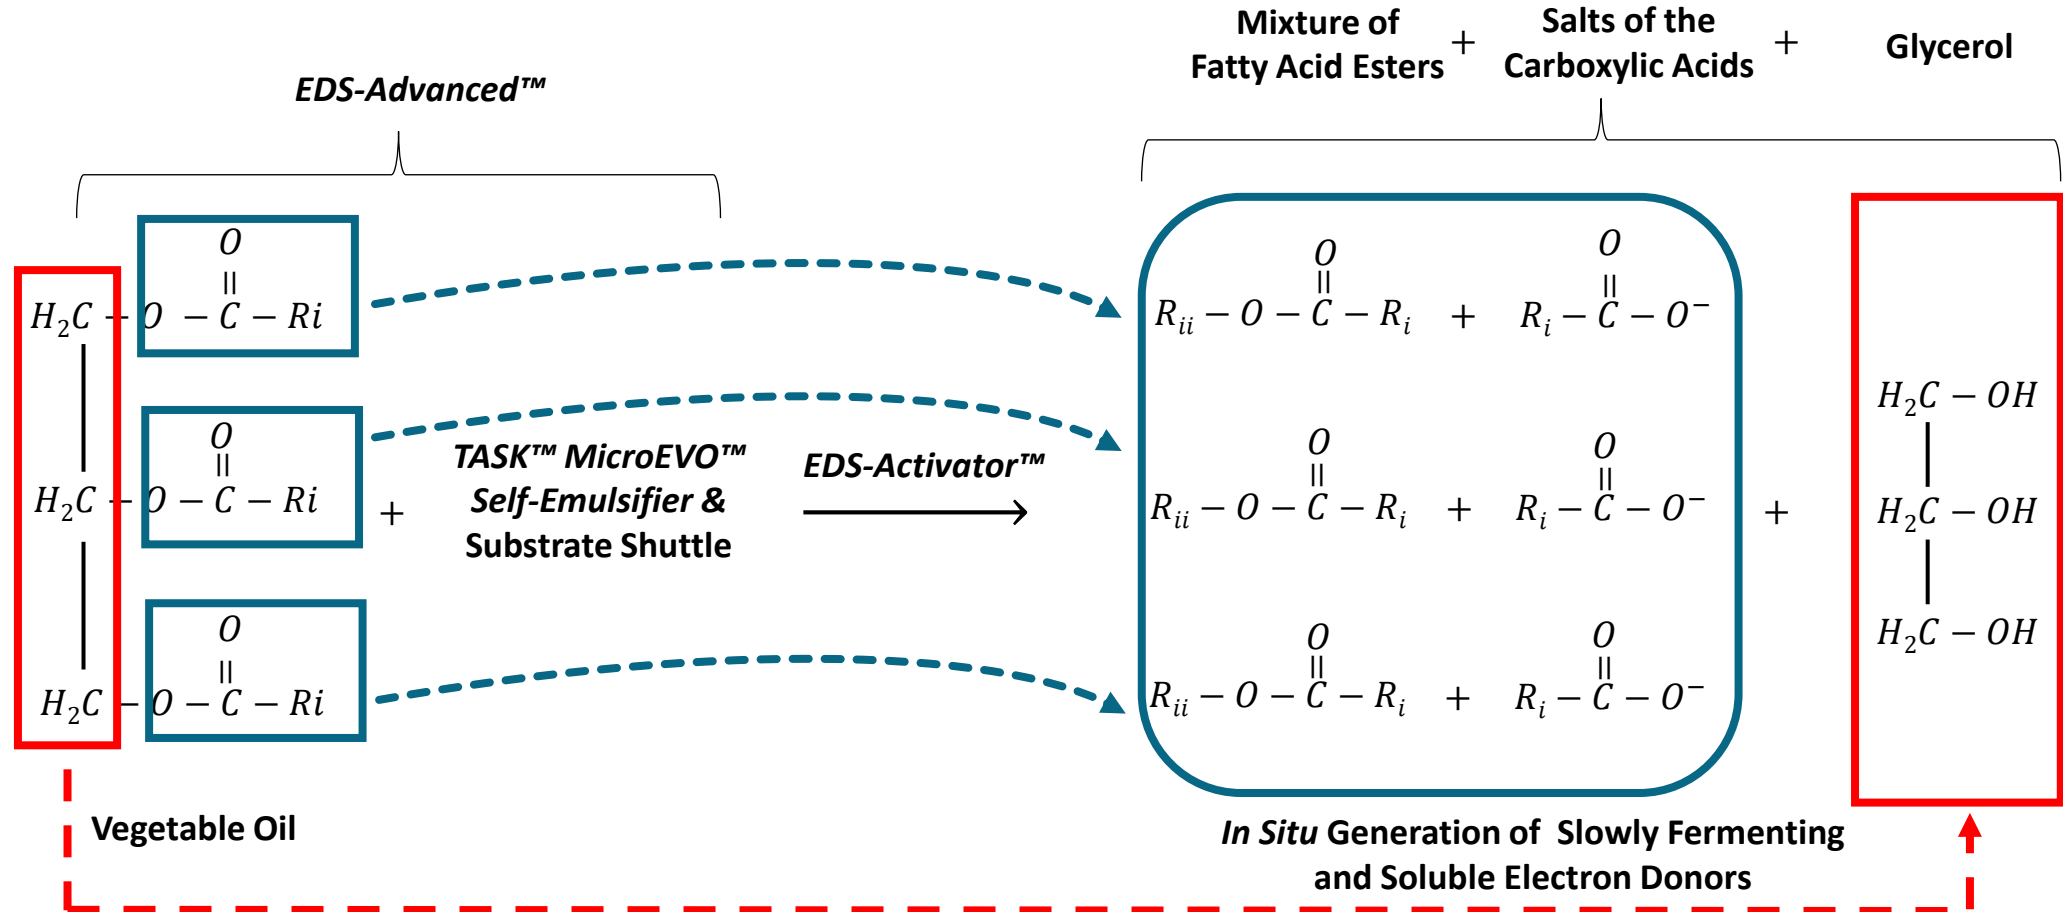 EDS-Advanced™
Mixture of
Fatty Acid Esters
+
Salts of the
Carboxylic Acids
+
Glycerol
O
||
H₂C – O – C – Ri
O
||
H₂C – O – C – Ri
O
||
H₂C – O – C – Ri
+
TASK™ MicroEVO™
Self-Emulsifier &
Substrate Shuttle
EDS-Activator™
O O
|| ||
Rᵢᵢ – O – C – Rᵢ + Rᵢ – C – O⁻
O O
|| ||
Rᵢᵢ – O – C – Rᵢ + Rᵢ – C – O⁻
O O
|| ||
Rᵢᵢ – O – C – Rᵢ + Rᵢ – C – O⁻
+
H₂C – OH
H₂C – OH
H₂C – OH
Vegetable Oil
In Situ Generation of Slowly Fermenting
and Soluble Electron Donors